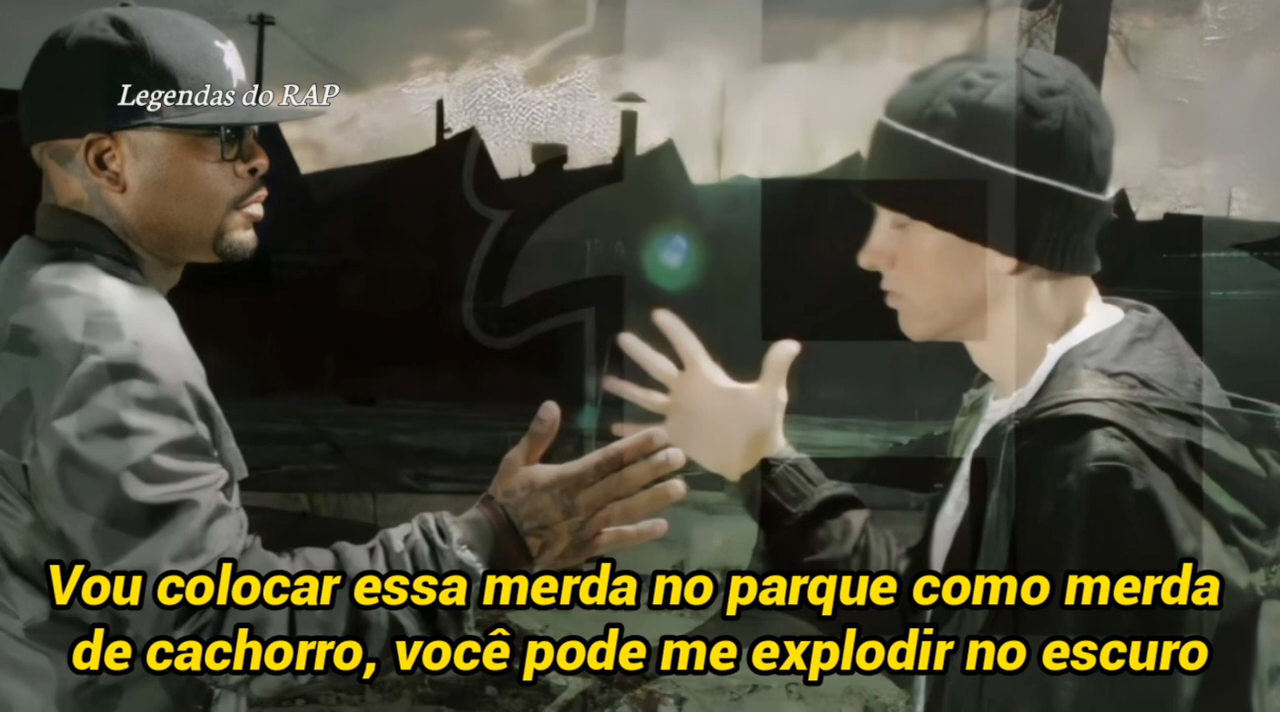 Legendas do RAP
Vou colocar essa merda no parque como merda
de cachorro, você pode me explodir no escuro